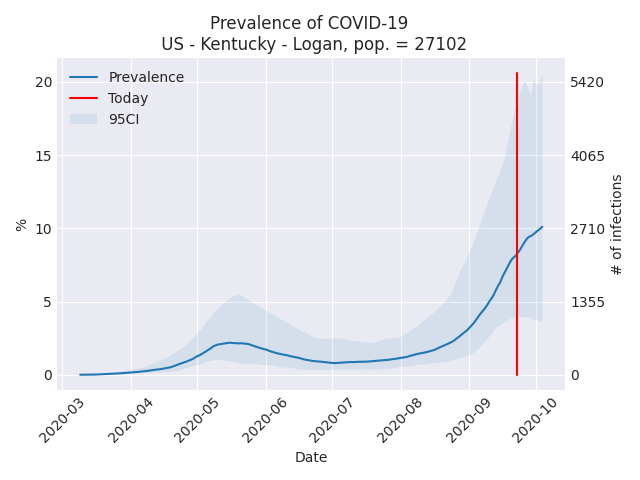 Prevalence of COVID-19
US - Kentucky - Logan, pop. = 27102
Prevalence
Today
95CI
%
20
15
10
5
0
5420
4065
2710
1355
0
# of infections
2020-03
2020-04
2020-05
2020-06
2020-07
2020-08
2020-09
2020-10
Date